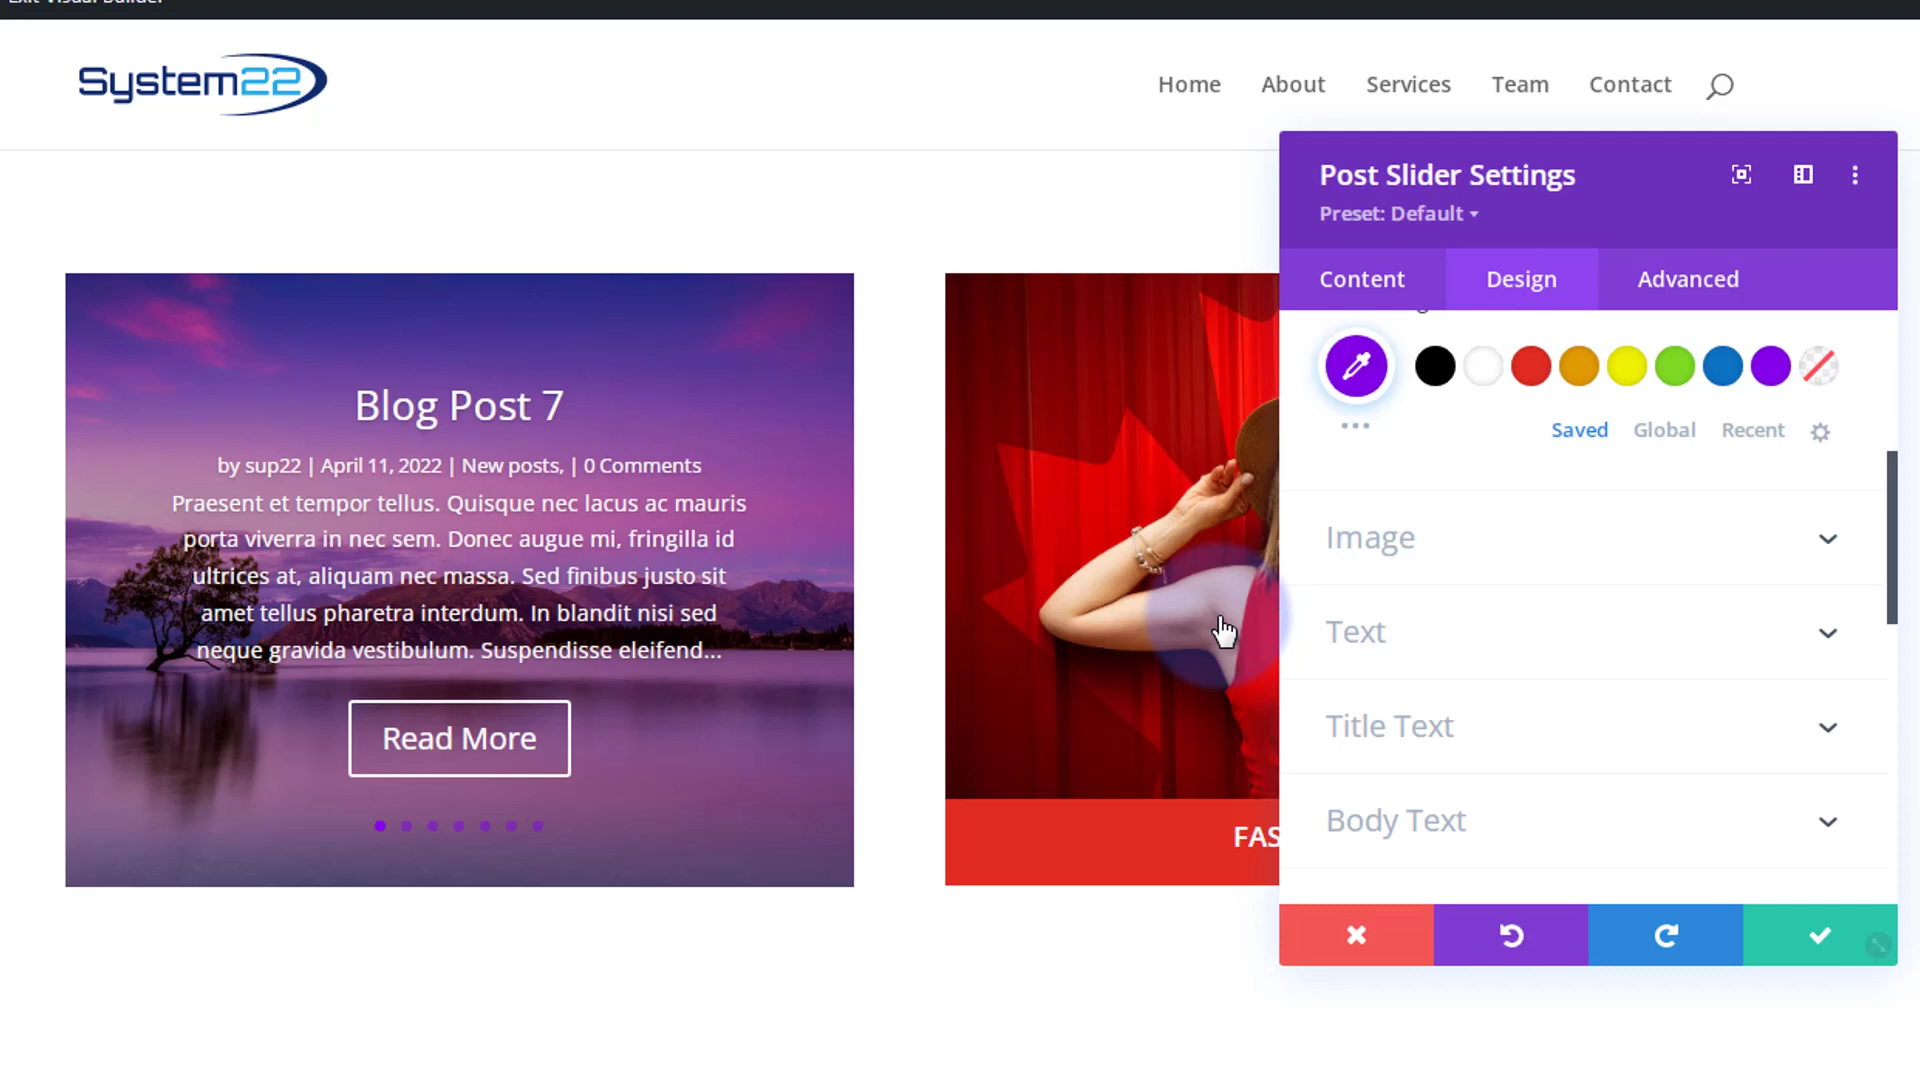 Exit Visual Builder
System22
Home About Services Team Contact
Post Slider Settings
Preset: Default
Content Design Advanced
Saved Global Recent
Image
Text
Title Text
Body Text
Blog Post 7
by sup22 | April 11, 2022 | New posts, | 0 Comments
Praesent et tempor tellus. Quisque nec lacus ac mauris
porta viverra in nec sem. Donec augue mi, fringilla id
ultrices at, aliquam nec massa. Sed finibus justo sit
amet tellus pharetra interdum. In blandit nisi sed
neque gravida vestibulum. Suspendisse eleifend...
Read More
FAS